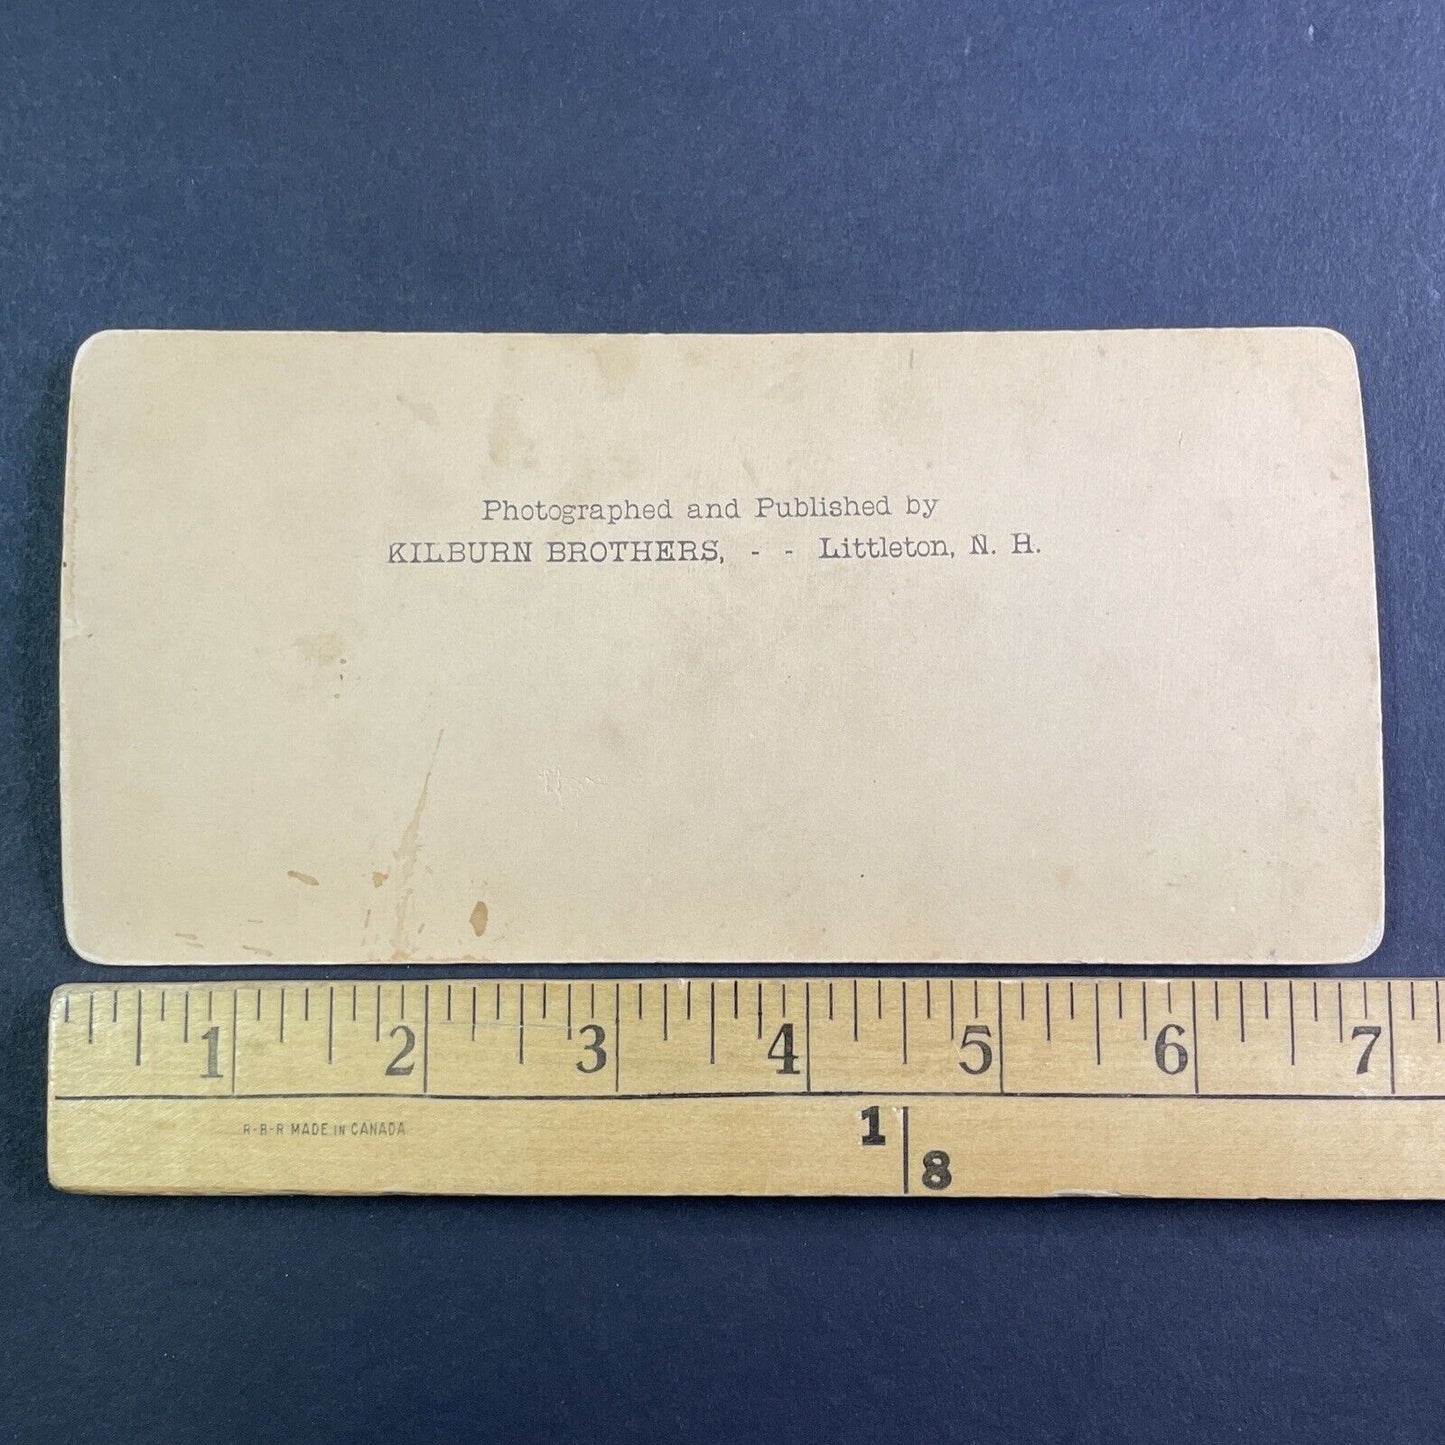 Photographed and Published by
KILBURN BROTHERS, - - Littleton, N. H.
1 2 3 4 5 6 7
R-B-R MADE IN CANADA
1
8